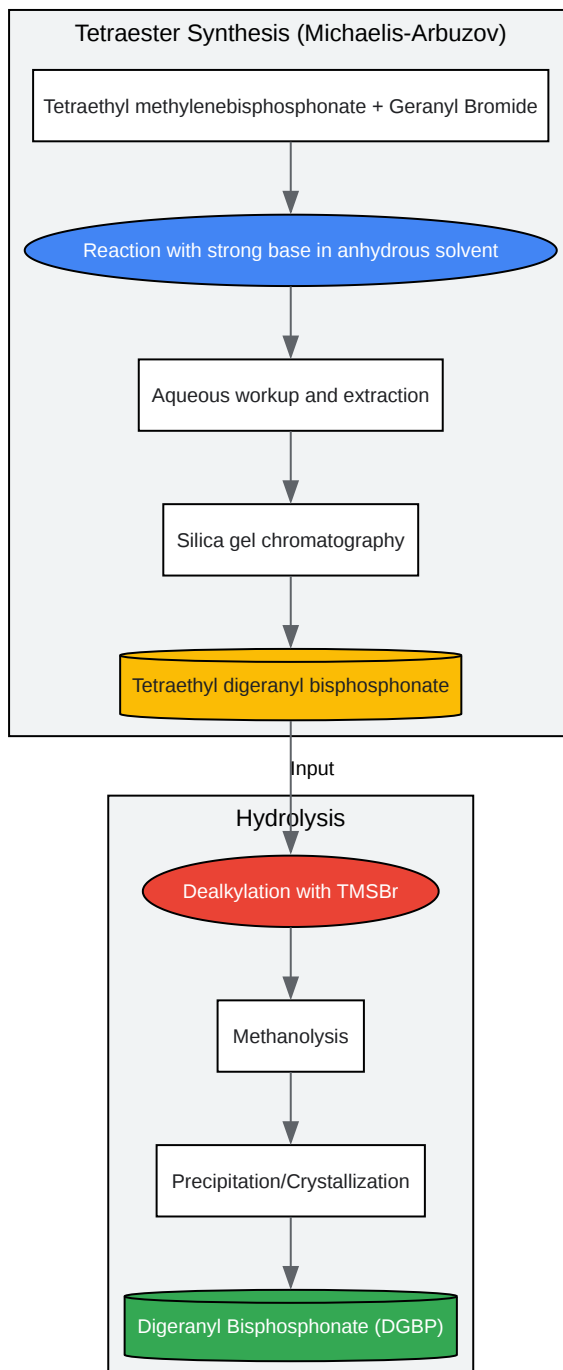 Tetraester Synthesis (Michaelis-Arbuzov)
Tetraethyl methylenebisphosphonate + Geranyl Bromide
Reaction with strong base in anhydrous solvent
Aqueous workup and extraction
Silica gel chromatography
Tetraethyl digeranyl bisphosphonate
Input
Hydrolysis
Dealkylation with TMSBr
Methanolysis
Precipitation/Crystallization
Digeranyl Bisphosphonate (DGBP)